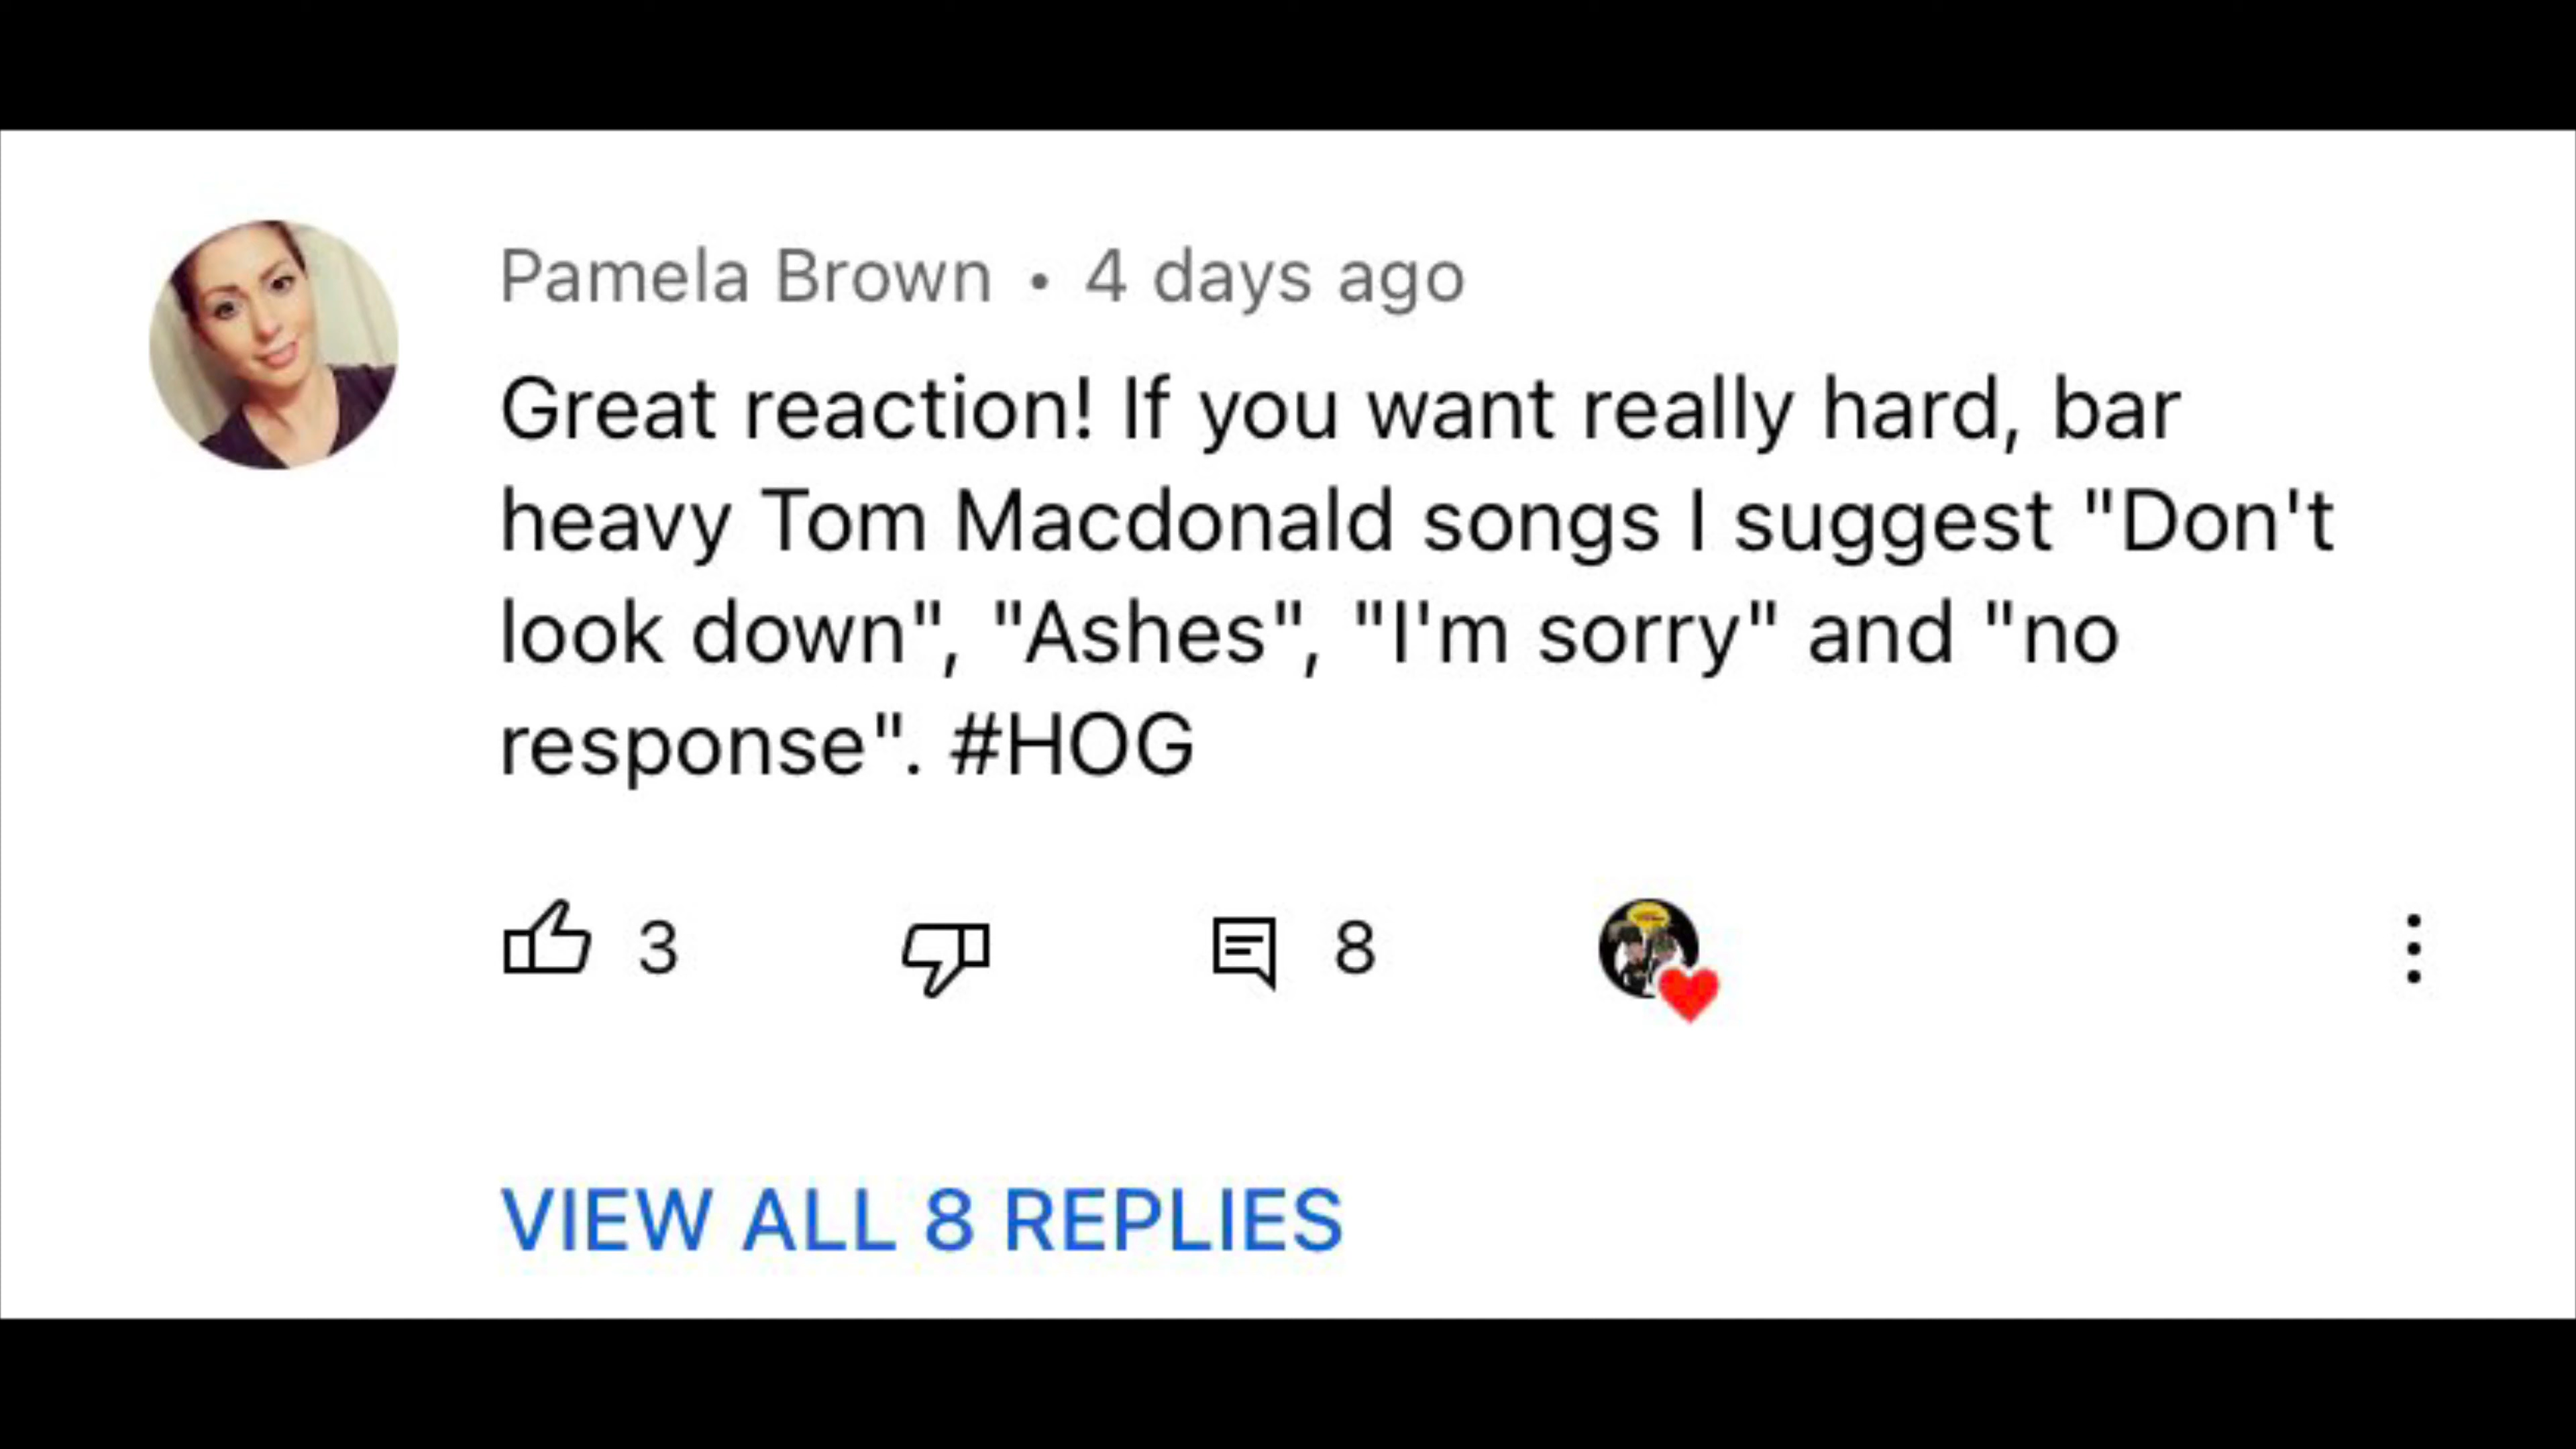 Pamela Brown • 4 days ago
Great reaction! If you want really hard, bar
heavy Tom Macdonald songs I suggest "Don't
look down", "Ashes", "I'm sorry" and "no
response". #HOG
3 8
VIEW ALL 8 REPLIES